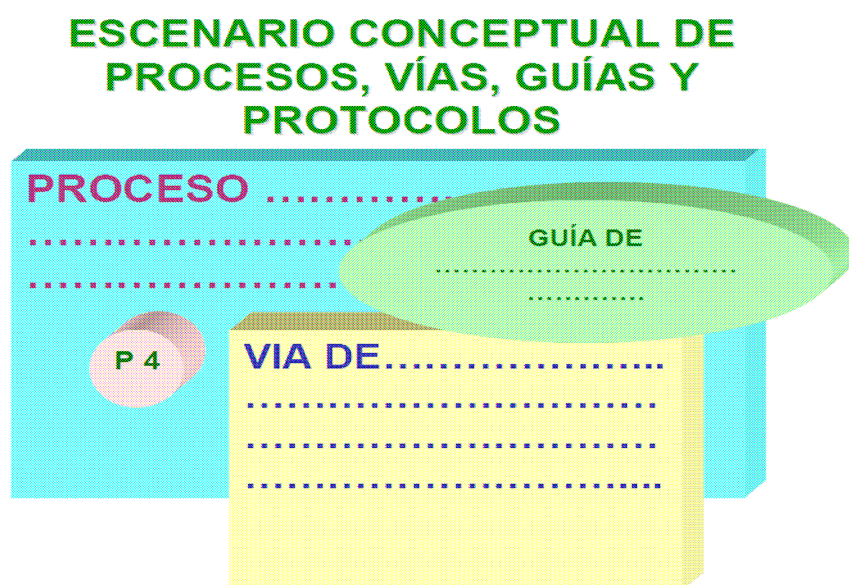 ESCENARIO CONCEPTUAL DE
PROCESOS, VÍAS, GUÍAS Y
PROTOCOLOS
PROCESO .............
......................
....................
GUÍA DE
.................................
.............
P 4
VIA DE.....................
...........................
...........................
............................